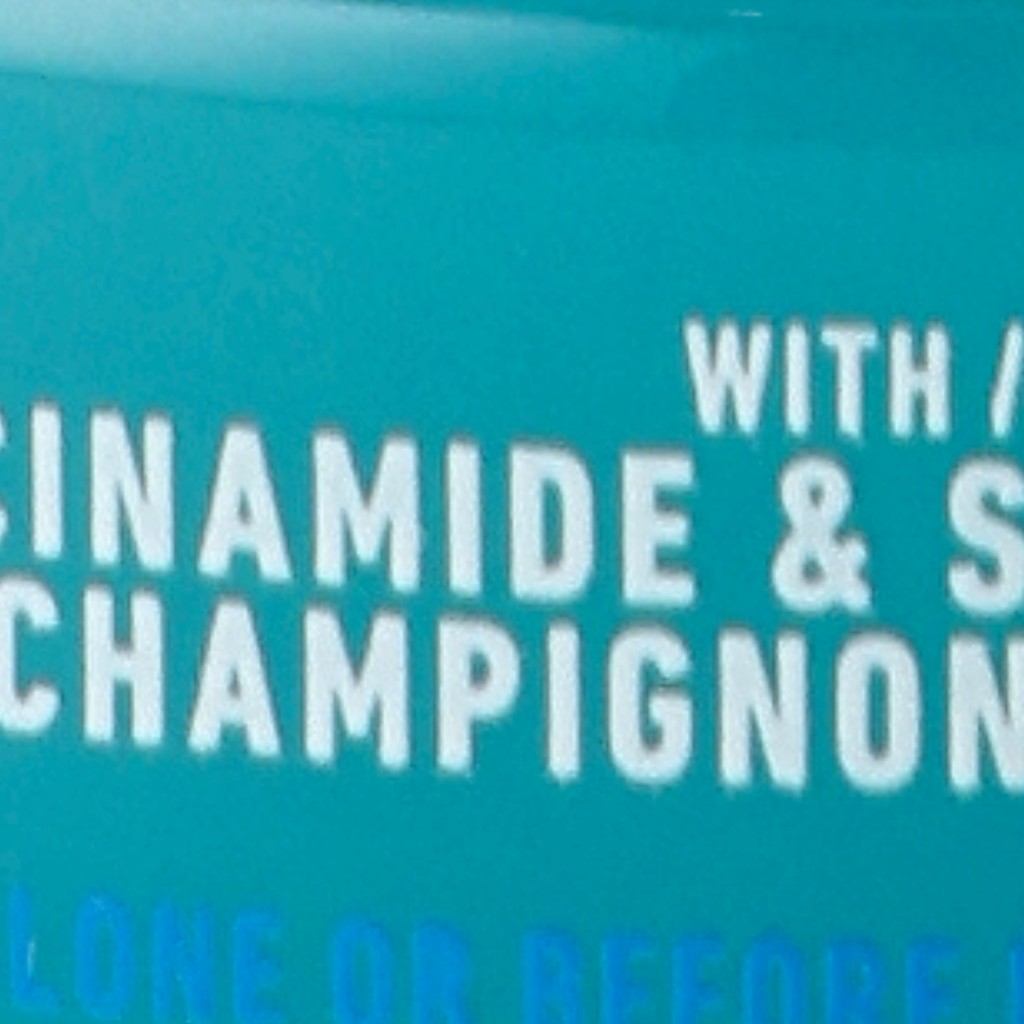 WITH /
CINAMIDE & S
CHAMPIGNON
LONE OR BEFORE